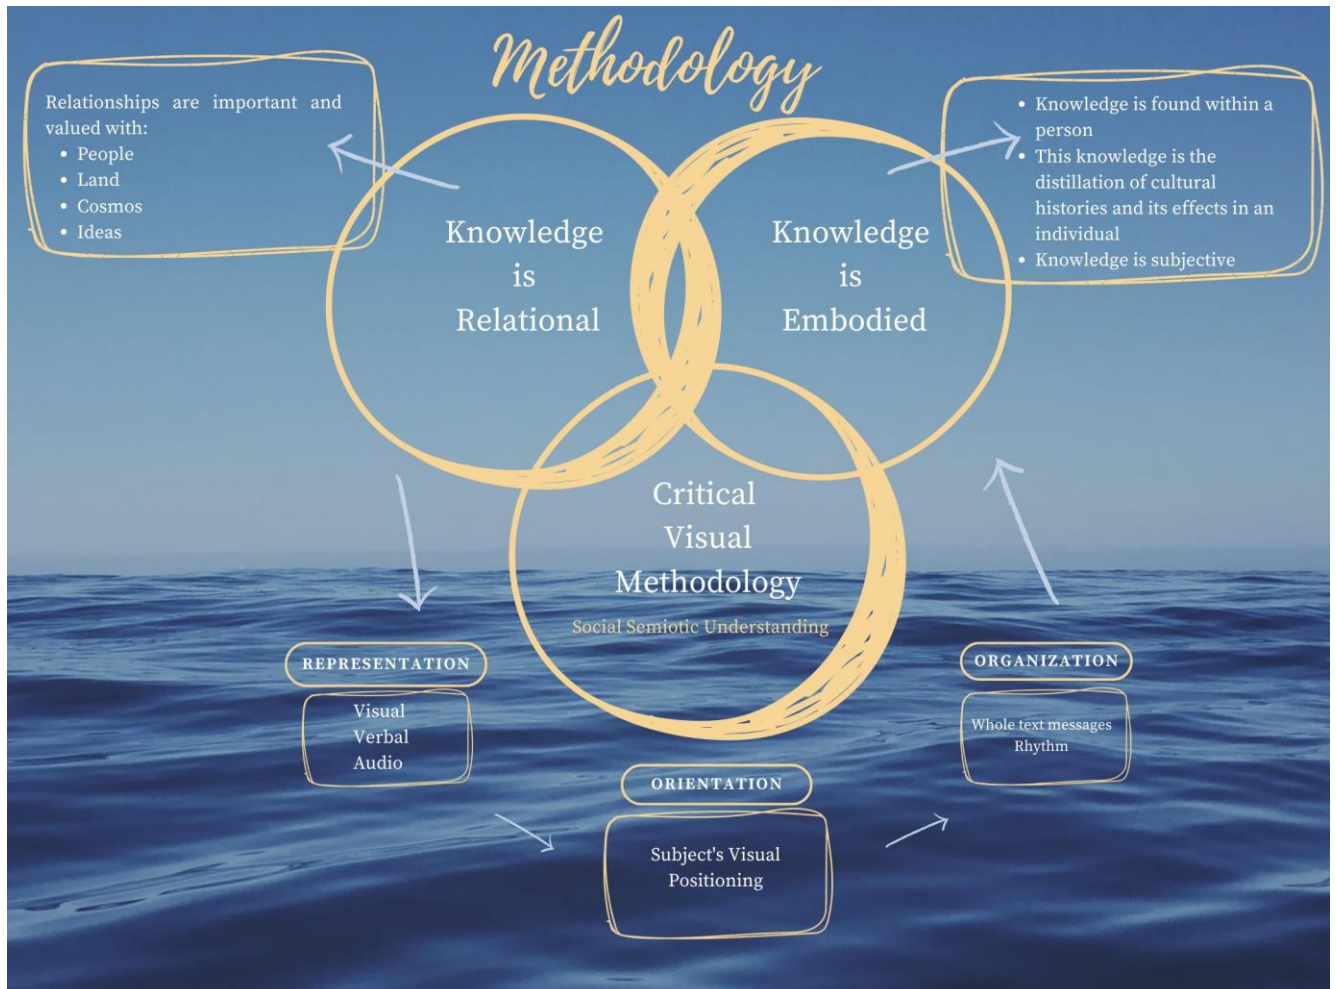 Methodology
Relationships are important and
valued with:
• People
• Land
• Cosmos
• Ideas
• Knowledge is found within a
person
• This knowledge is the
distillation of cultural
histories and its effects in an
individual
• Knowledge is subjective
Knowledge
is
Relational
Knowledge
is
Embodied
Critical
Visual
Methodology
Social Semiotic Understanding
REPRESENTATION
Visual
Verbal
Audio
ORIENTATION
Subject's Visual
Positioning
ORGANIZATION
Whole text messages
Rhythm